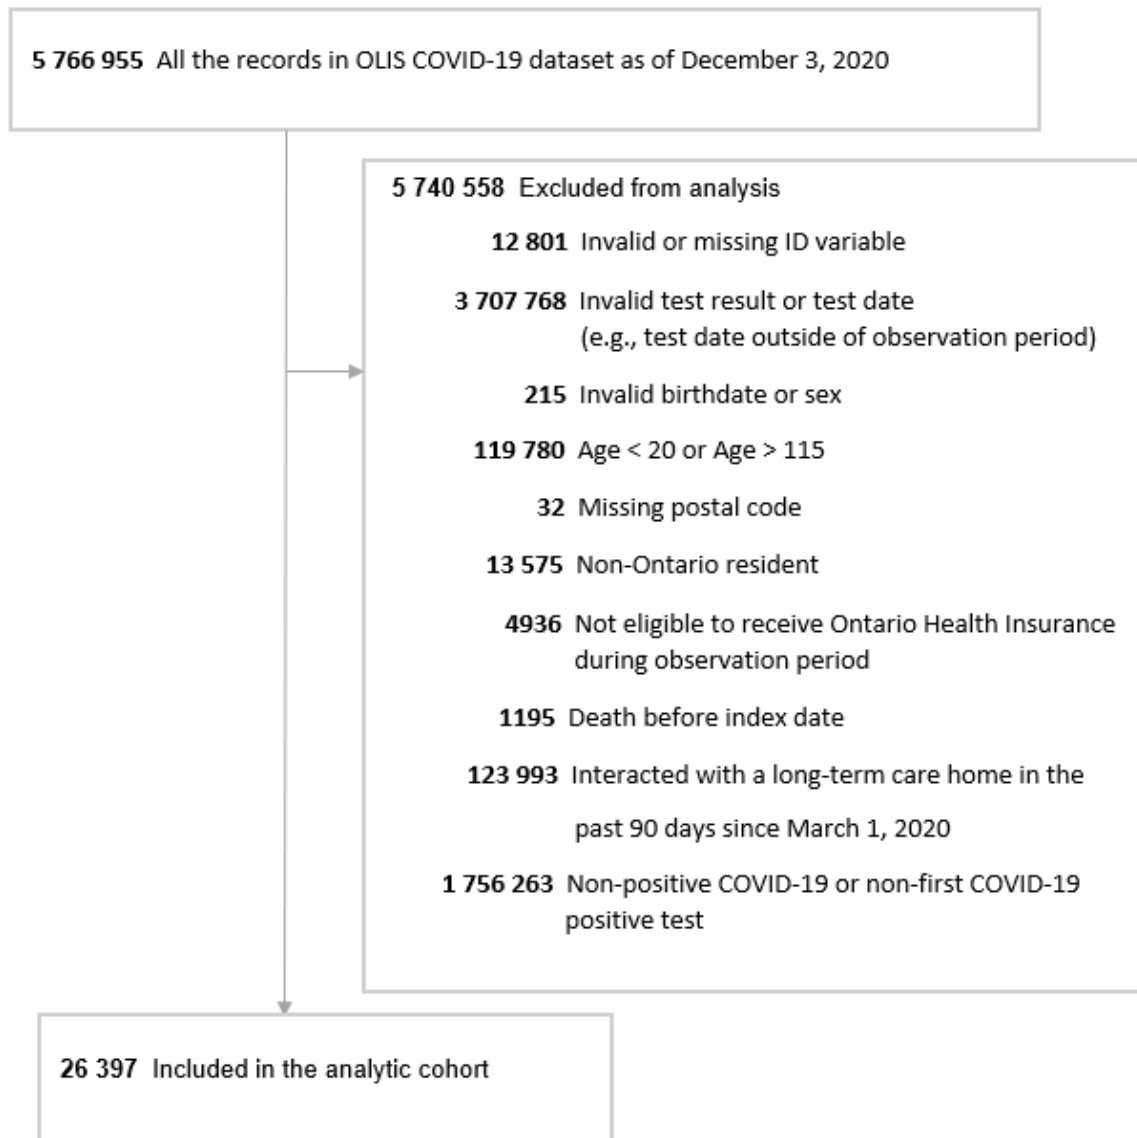 5 766 955 All the records in OLIS COVID-19 dataset as of December 3, 2020
5 740 558 Excluded from analysis
12 801 Invalid or missing ID variable
3 707 768 Invalid test result or test date
(e.g., test date outside of observation period)
215 Invalid birthdate or sex
119 780 Age < 20 or Age > 115
32 Missing postal code
13 575 Non-Ontario resident
4936 Not eligible to receive Ontario Health Insurance
during observation period
1195 Death before index date
123 993 Interacted with a long-term care home in the
past 90 days since March 1, 2020
1 756 263 Non-positive COVID-19 or non-first COVID-19
positive test
26 397 Included in the analytic cohort